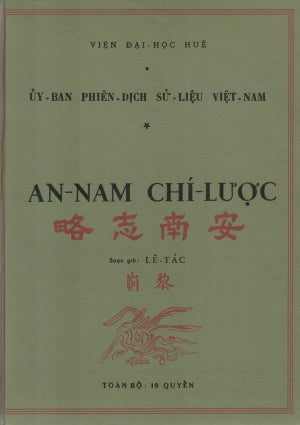 VIỆN ĐẠI-HỌC HUẾ
ỦY-BAN PHIÊN-DỊCH SỬ-LIỆU VIỆT-NAM
AN-NAM CHÍ-LƯỢC
略志南安
Soạn giả: LÊ-TẮC
崱黎
TOÀN BỘ: 19 QUYỂN